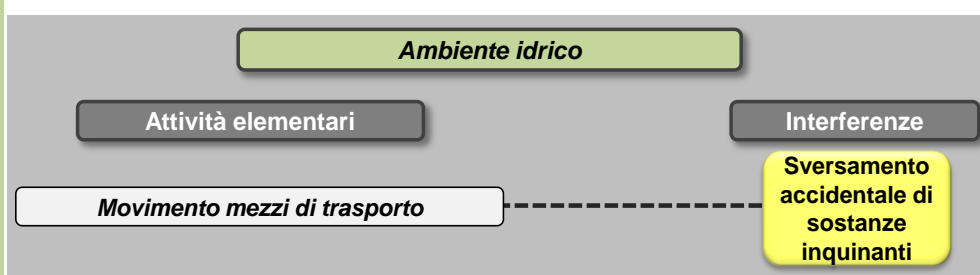 Ambiente idrico
Attività elementari
Interferenze
Movimento mezzi di trasporto
Sversamento
accidentale di
sostanze
inquinanti